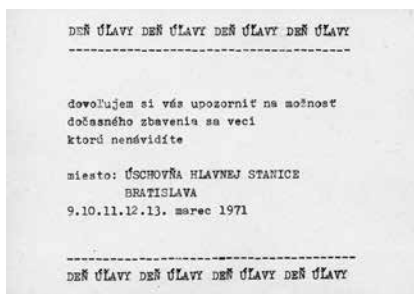 DEŇ ÚĽAVY DEŇ ÚĽAVY DEŇ ÚĽAVY DEŇ ÚĽAVY
dovoľujem si vás upozorniť na možnosť
dočasného zbavenia sa veci
ktorú nenávidíte
miesto: ÚSCHOVŇA HLAVNEJ STANICE
BRATISLAVA
9.10.11.12.13. marec 1971
DEŇ ÚĽAVY DEŇ ÚĽAVY DEŇ ÚĽAVY DEŇ ÚĽAVY